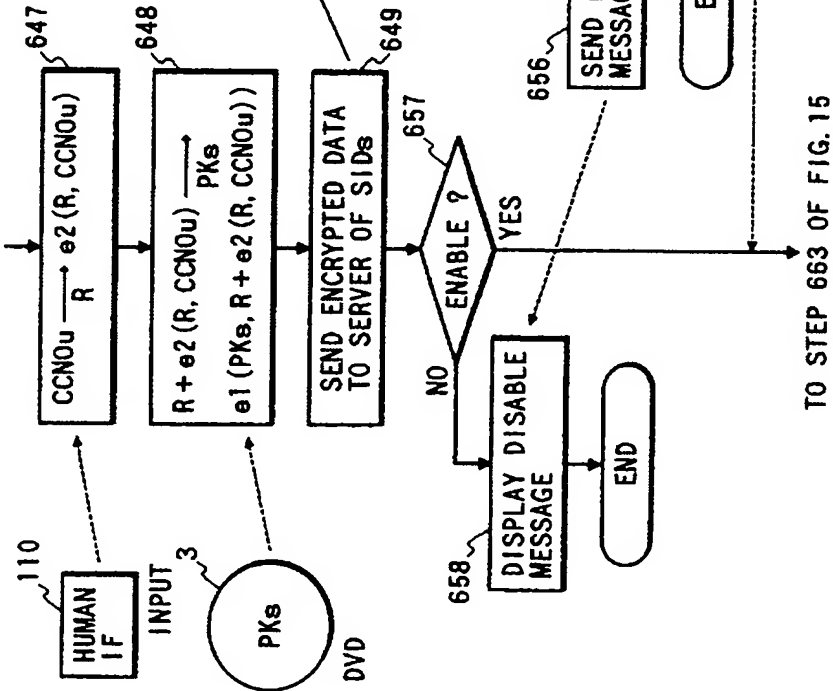 647
CCNOu → e2(R, CCNOu)
R
110
HUMAN
IF
INPUT
648
R+e2(R, CCNOu) →
PKs
e1(PKs, R+e2(R, CCNOu))
3
PKs
DVD
649
SEND ENCRYPTED DATA
TO SERVER OF SIDs
657
ENABLE ?
NO
YES
658
DISPLAY DISABLE
MESSAGE
END
656
SEND
MESSAG
TO STEP 663 OF FIG. 15